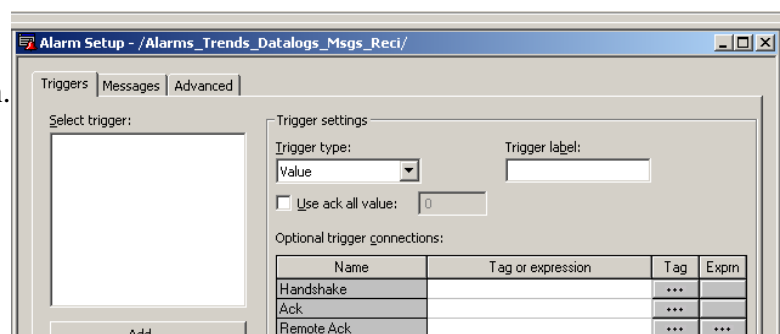 Alarm Setup - /Alarms_Trends_Datalogs_Msgs_Reci/
Triggers Messages Advanced
Select trigger:
Trigger settings
Trigger type: Trigger label:
Value
Use ack all value: 0
Optional trigger connections:
Name Tag or expression Tag Exprn
Handshake ...
Ack ...
Remote Ack ... ...
Add